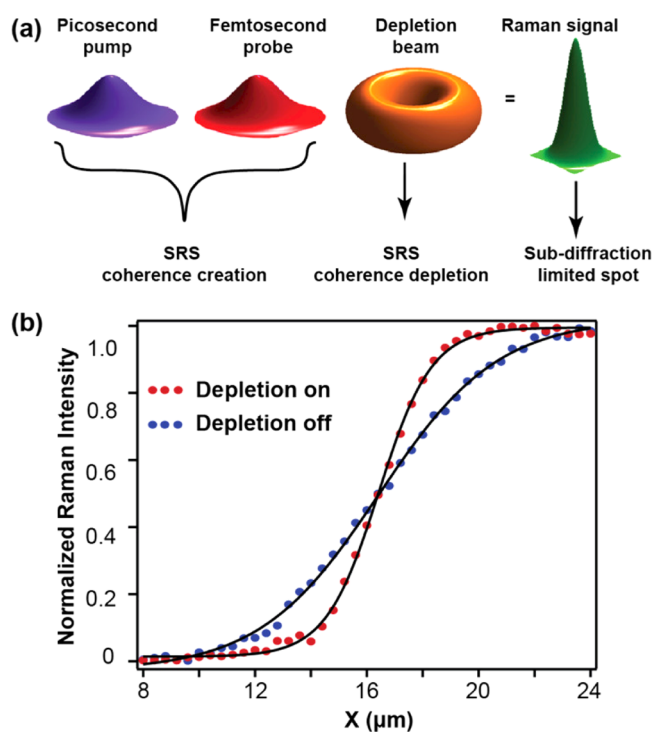 (a)
Picosecond
pump
Femtosecond
probe
Depletion
beam
=
Raman signal
SRS
coherence creation
SRS
coherence depletion
Sub-diffraction
limited spot
(b)
Normalized Raman Intensity
1.0
0.8
0.6
0.4
0.2
0
Depletion on
Depletion off
8
12
16
20
24
X (µm)